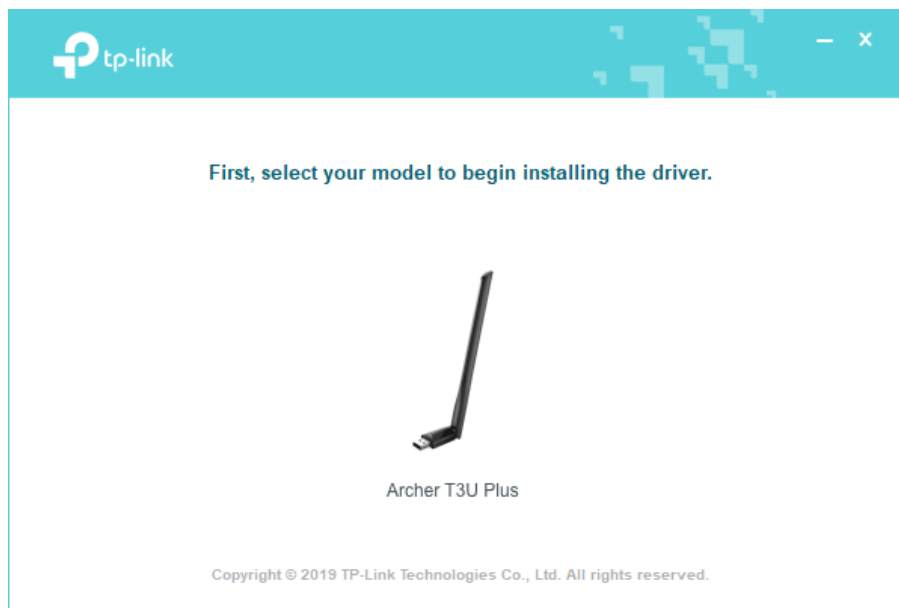 tp-link
First, select your model to begin installing the driver.
Archer T3U Plus
Copyright © 2019 TP-Link Technologies Co., Ltd. All rights reserved.